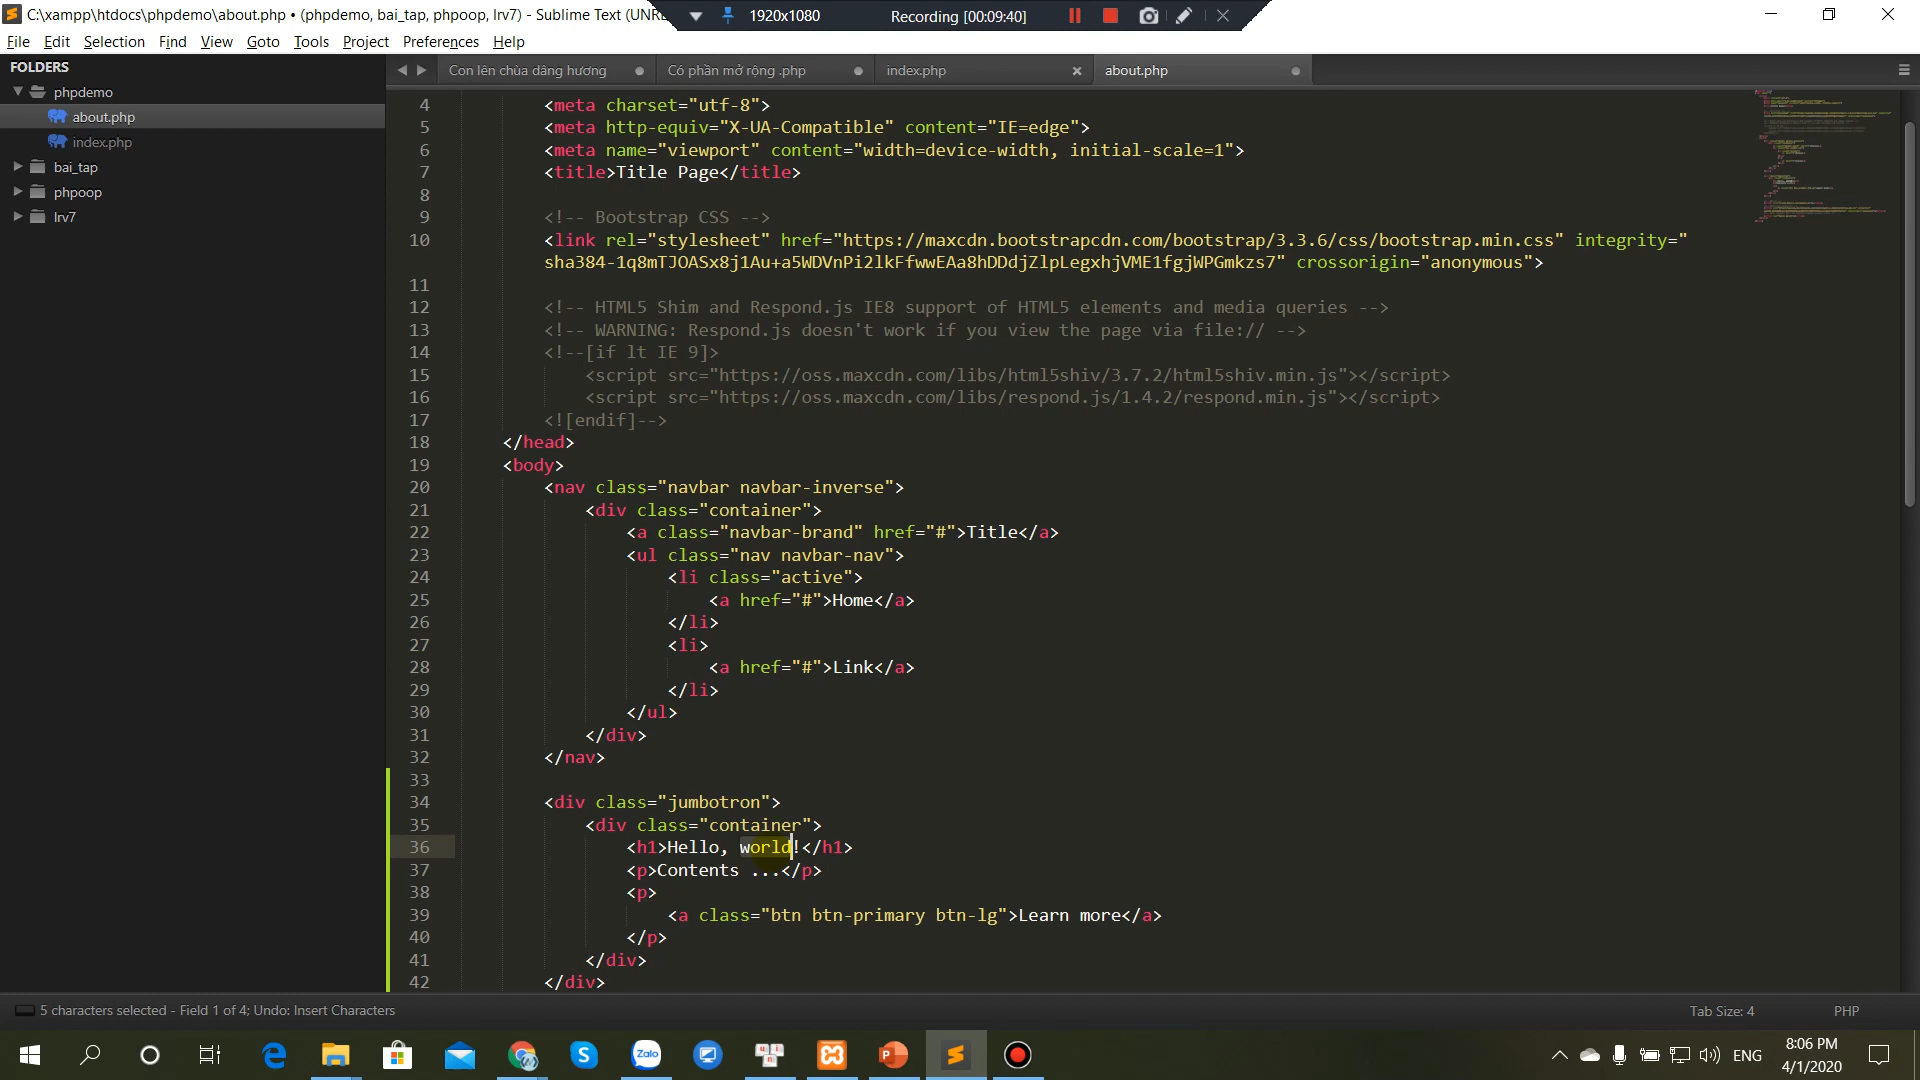 C:\xampp\htdocs\phpdemo\about.php • (phpdemo, bai_tap, phpoop, lrv7) - Sublime Text (UNRE
1920x1080
Recording [00:09:40]
File Edit Selection Find View Goto Tools Project Preferences Help
FOLDERS
phpdemo
about.php
index.php
bai_tap
phpoop
lrv7
Con lên chùa dâng hương
Có phần mở rộng .php
index.php
about.php
4 <meta charset="utf-8">
5 <meta http-equiv="X-UA-Compatible" content="IE=edge">
6 <meta name="viewport" content="width=device-width, initial-scale=1">
7 <title>Title Page</title>
8
9 <!-- Bootstrap CSS -->
10 <link rel="stylesheet" href="https://maxcdn.bootstrapcdn.com/bootstrap/3.3.6/css/bootstrap.min.css" integrity="
sha384-1q8mTJOASx8j1Au+a5WDVnPi2lkFfwwEAa8hDDdjZlpLegxhjVME1fgjWPGmkzs7" crossorigin="anonymous">
11
12 <!-- HTML5 Shim and Respond.js IE8 support of HTML5 elements and media queries -->
13 <!-- WARNING: Respond.js doesn't work if you view the page via file:// -->
14 <!--[if lt IE 9]>
15 <script src="https://oss.maxcdn.com/libs/html5shiv/3.7.2/html5shiv.min.js"></script>
16 <script src="https://oss.maxcdn.com/libs/respond.js/1.4.2/respond.min.js"></script>
17 <![endif]-->
18 </head>
19 <body>
20 <nav class="navbar navbar-inverse">
21 <div class="container">
22 <a class="navbar-brand" href="#">Title</a>
23 <ul class="nav navbar-nav">
24 <li class="active">
25 <a href="#">Home</a>
26 </li>
27 <li>
28 <a href="#">Link</a>
29 </li>
30 </ul>
31 </div>
32 </nav>
33
34 <div class="jumbotron">
35 <div class="container">
36 <h1>Hello, world!</h1>
37 <p>Contents ...</p>
38 <p>
39 <a class="btn btn-primary btn-lg">Learn more</a>
40 </p>
41 </div>
42 </div>
5 characters selected - Field 1 of 4; Undo: Insert Characters
Tab Size: 4
PHP
Zalo
ENG
8:06 PM
4/1/2020